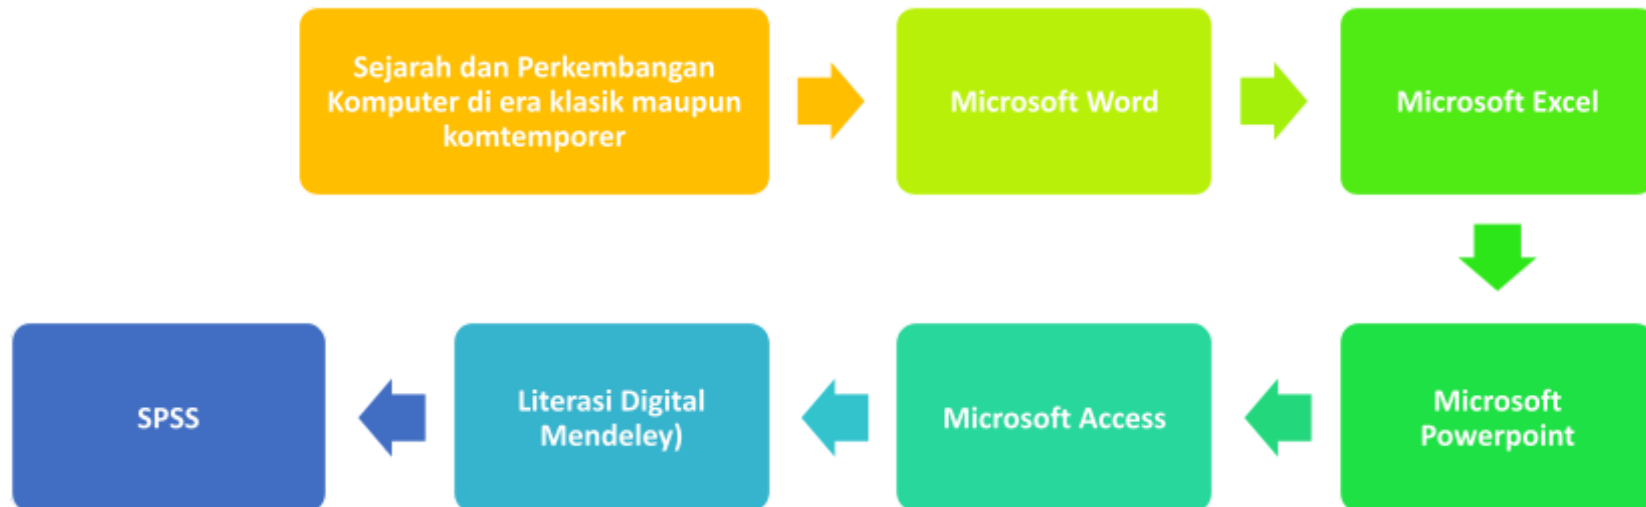 Sejarah dan Perkembangan
Komputer di era klasik maupun
komtemporer
Microsoft Word
Microsoft Excel
Microsoft
Powerpoint
Microsoft Access
Literasi Digital
Mendeley)
SPSS